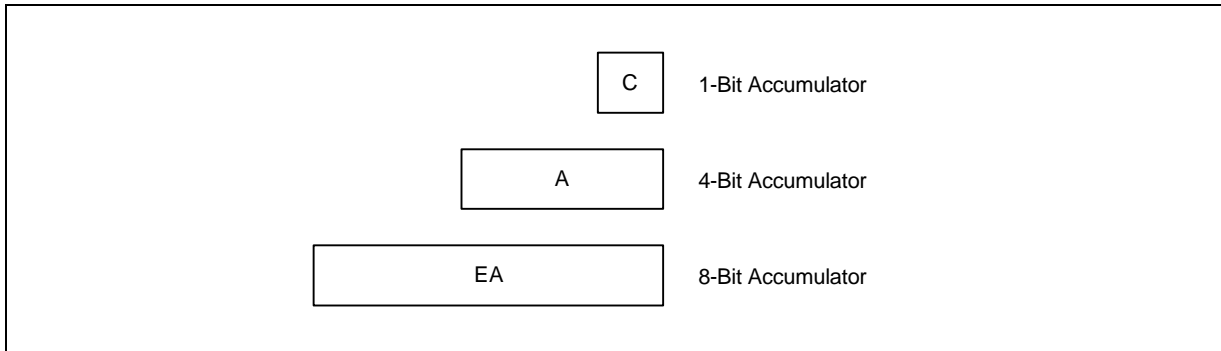 C 1-Bit Accumulator
A 4-Bit Accumulator
EA 8-Bit Accumulator